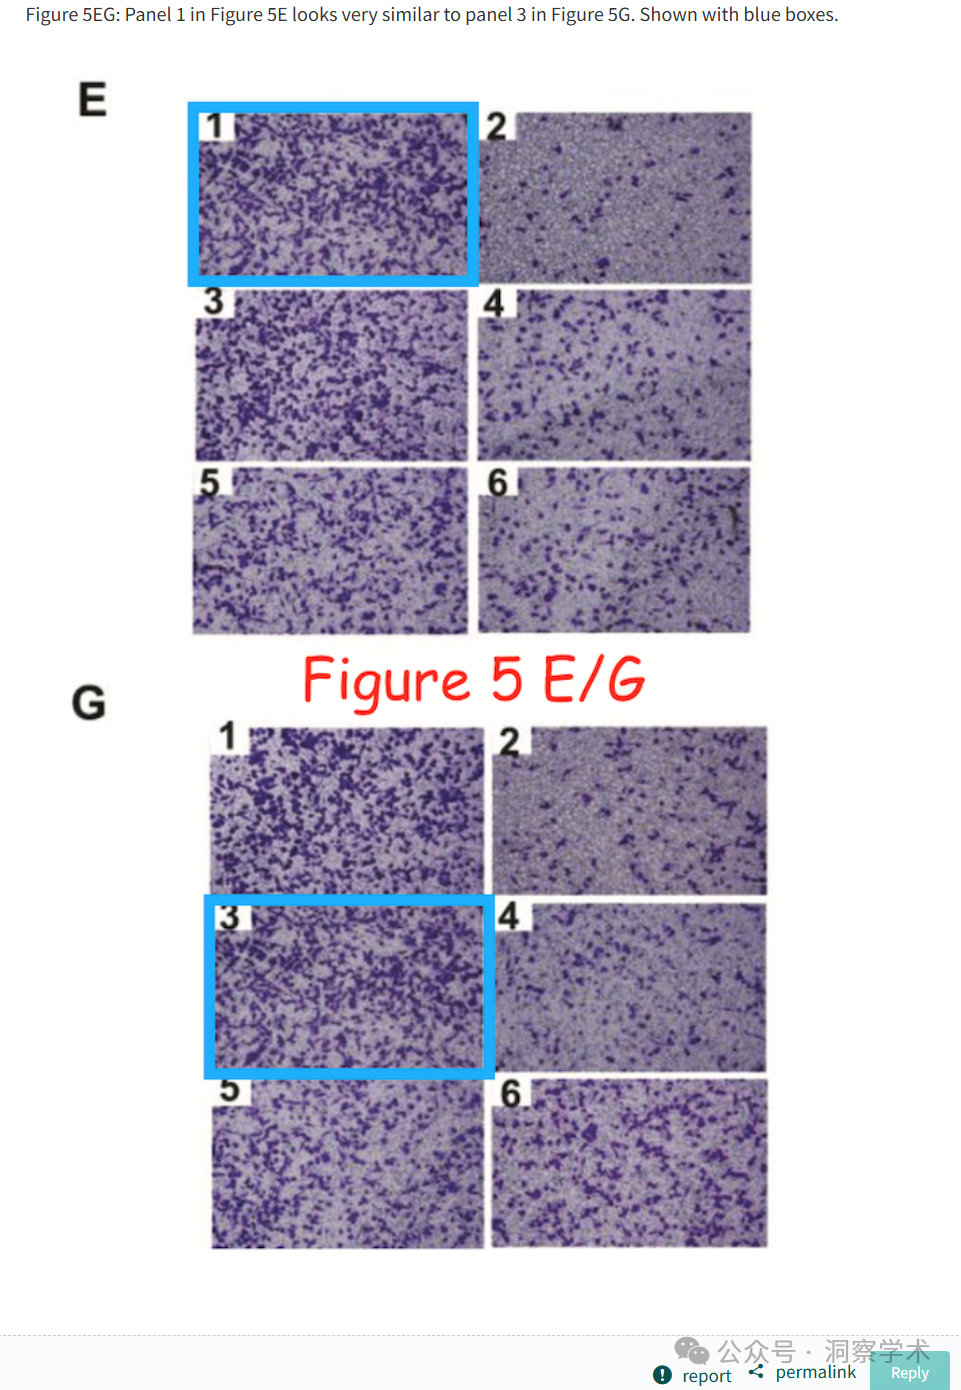 Figure 5EG: Panel 1 in Figure 5E looks very similar to panel 3 in Figure 5G. Shown with blue boxes.
E
1
2
3
4
5
6
Figure 5 E/G
G
1
2
3
4
5
6
公众号 · 洞察学术
report
permalink
Reply